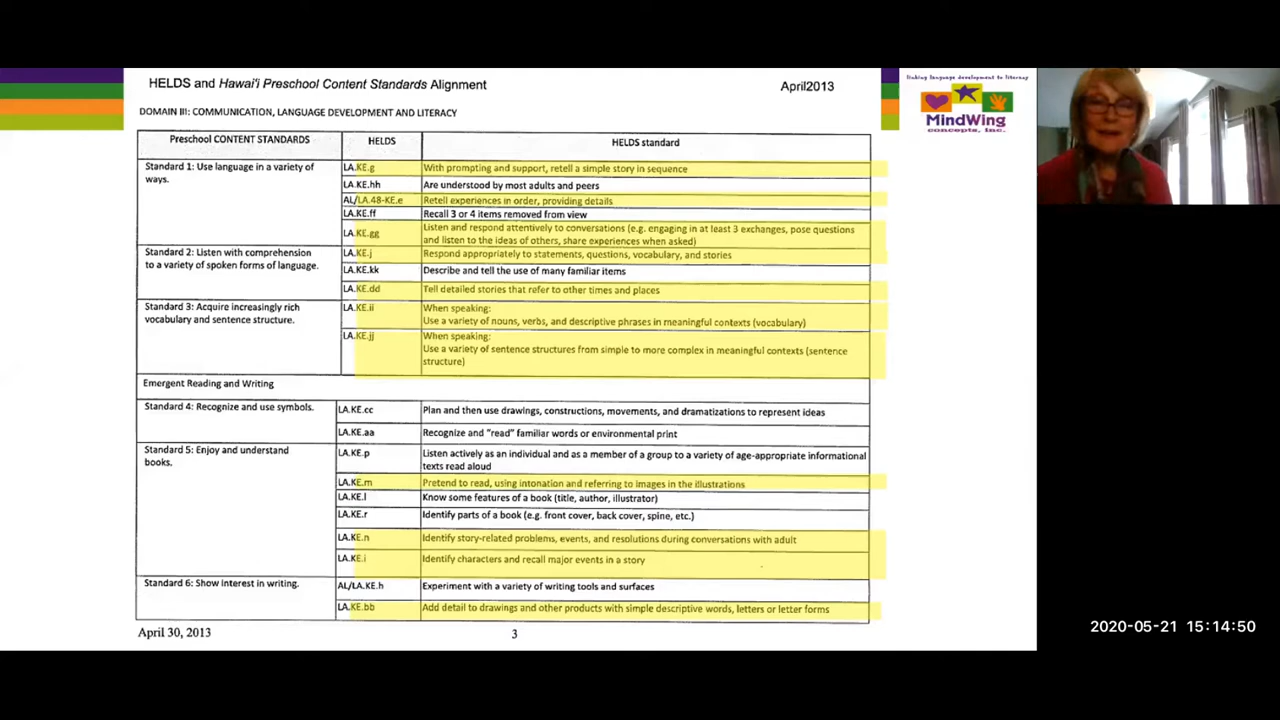 HELDS and Hawai'i Preschool Content Standards Alignment
April2013
DOMAIN III: COMMUNICATION, LANGUAGE DEVELOPMENT AND LITERACY
Preschool CONTENT STANDARDS
HELDS
HELDS standard
Standard 1: Use language in a variety of
ways.
LA.KE.g
With prompting and support, retell a simple story in sequence
LA.KE.hh
Are understood by most adults and peers
AL/LA.48-KE.e
Retell experiences in order, providing details
LA.KE.ff
Recall 3 or 4 items removed from view
LA.KE.gg
Listen and respond attentively to conversations (e.g. engaging in at least 3 exchanges, pose questions
and listen to the ideas of others, share experiences when asked)
Standard 2: Listen with comprehension
to a variety of spoken forms of language.
LA.KE.j
Respond appropriately to statements, questions, vocabulary, and stories
LA.KE.kk
Describe and tell the use of many familiar items
LA.KE.dd
Tell detailed stories that refer to other times and places
Standard 3: Acquire increasingly rich
vocabulary and sentence structure.
LA.KE.ii
When speaking:
Use a variety of nouns, verbs, and descriptive phrases in meaningful contexts (vocabulary)
LA.KE.jj
When speaking:
Use a variety of sentence structures from simple to more complex in meaningful contexts (sentence
structure)
Emergent Reading and Writing
Standard 4: Recognize and use symbols.
LA.KE.cc
Plan and then use drawings, constructions, movements, and dramatizations to represent ideas
LA.KE.aa
Recognize and "read" familiar words or environmental print
Standard 5: Enjoy and understand
books.
LA.KE.p
Listen actively as an individual and as a member of a group to a variety of age-appropriate informational
texts read aloud
LA.KE.m
Pretend to read, using intonation and referring to images in the illustrations
LA.KE.l
Know some features of a book (title, author, illustrator)
LA.KE.r
Identify parts of a book (e.g. front cover, back cover, spine, etc.)
LA.KE.n
Identify story-related problems, events, and resolutions during conversations with adult
LA.KE.i
Identify characters and recall major events in a story
Standard 6: Show interest in writing.
AL/LA.KE.h
Experiment with a variety of writing tools and surfaces
LA.KE.bb
Add detail to drawings and other products with simple descriptive words, letters or letter forms
April 30, 2013
3
linking language development to literacy
MindWing
concepts, inc.
2020-05-21 15:14:50